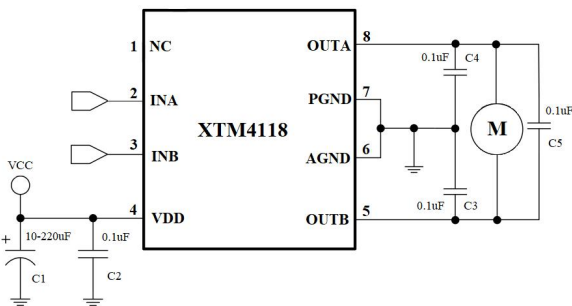 1 NC
OUTA 8
0.1uF C4
2 INA
PGND 7
0.1uF
XTM4118
M
C5
3 INB
AGND 6
VCC
4 VDD
OUTB 5
0.1uF C3
+ 10-220uF
0.1uF
C1
C2